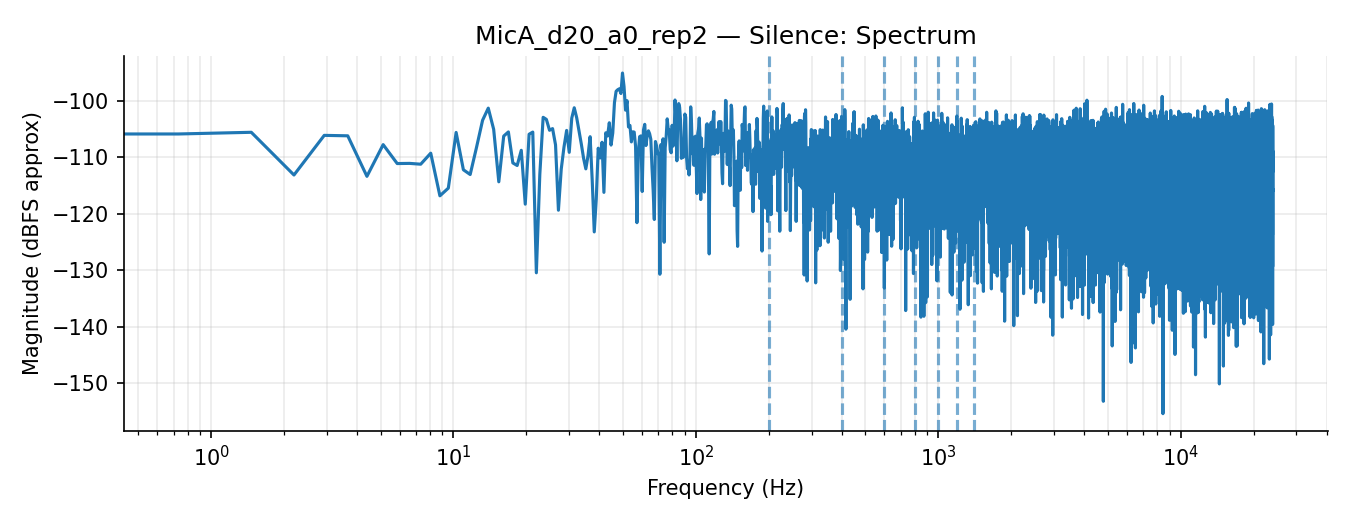 MicA_d20_a0_rep2 — Silence: Spectrum
Magnitude (dBFS approx)
−100
−110
−120
−130
−140
−150
10⁰ 10¹ 10² 10³ 10⁴
Frequency (Hz)